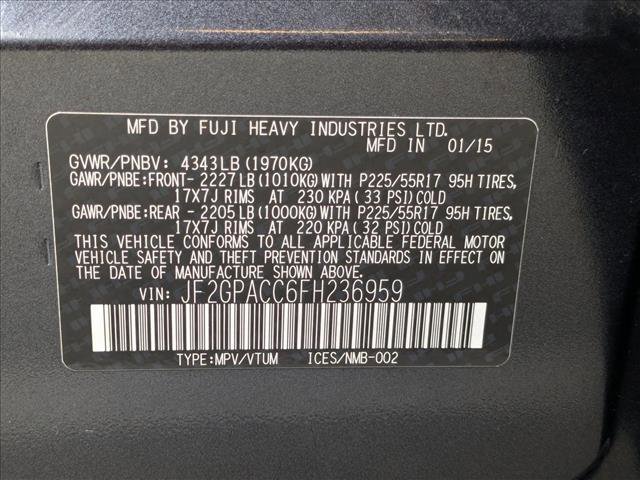 MFD BY FUJI HEAVY INDUSTRIES LTD.
MFD IN 01/15
GVWR/PNBV: 4343LB(1970KG)
GAWR/PNBE:FRONT- 2227LB(1010KG)WITH P225/55R17 95H TIRES,
17X7J RIMS AT 230 KPA( 33 PSI)COLD
GAWR/PNBE:REAR - 2205LB(1000KG)WITH P225/55R17 95H TIRES,
17X7J RIMS AT 220 KPA( 32 PSI)COLD
THIS VEHICLE CONFORMS TO ALL APPLICABLE FEDERAL MOTOR
VEHICLE SAFETY AND THEFT PREVENTION STANDARDS IN EFFECT ON
THE DATE OF MANUFACTURE SHOWN ABOVE.
VIN: JF2GPACC6FH236959
TYPE:MPV/VTUM ICES/NMB-002